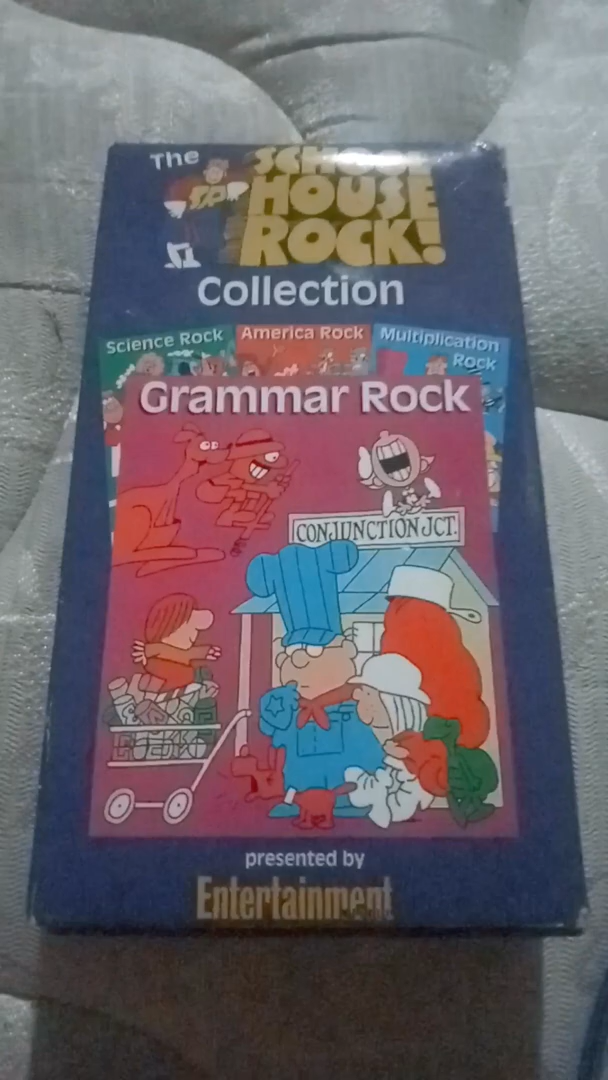 The
SCHOOL
HOUSE
ROCK!
Collection
Science Rock
America Rock
Multiplication
Rock
Grammar Rock
CONJUNCTION JCT.
presented by
Entertainment